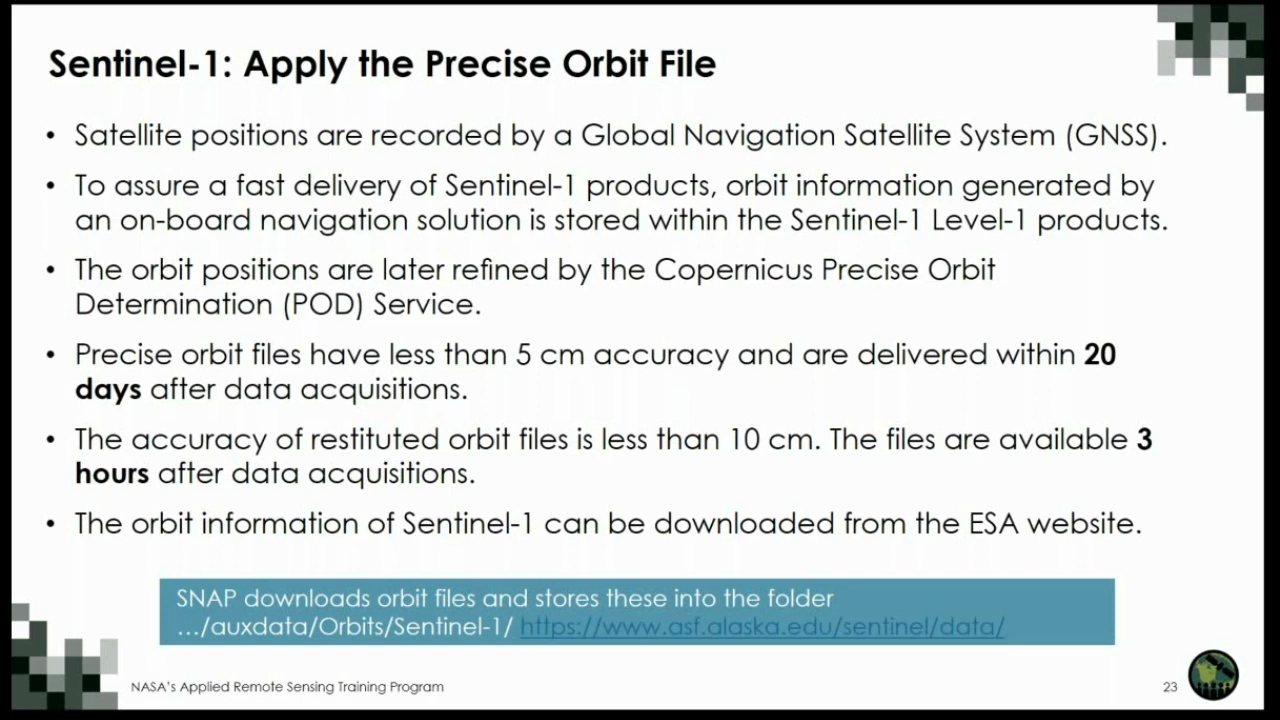 Sentinel-1: Apply the Precise Orbit File
• Satellite positions are recorded by a Global Navigation Satellite System (GNSS).
• To assure a fast delivery of Sentinel-1 products, orbit information generated by
an on-board navigation solution is stored within the Sentinel-1 Level-1 products.
• The orbit positions are later refined by the Copernicus Precise Orbit
Determination (POD) Service.
• Precise orbit files have less than 5 cm accuracy and are delivered within 20
days after data acquisitions.
• The accuracy of restituted orbit files is less than 10 cm. The files are available 3
hours after data acquisitions.
• The orbit information of Sentinel-1 can be downloaded from the ESA website.
SNAP downloads orbit files and stores these into the folder
…/auxdata/Orbits/Sentinel-1/ https://www.asf.alaska.edu/sentinel/data/
NASA's Applied Remote Sensing Training Program
23